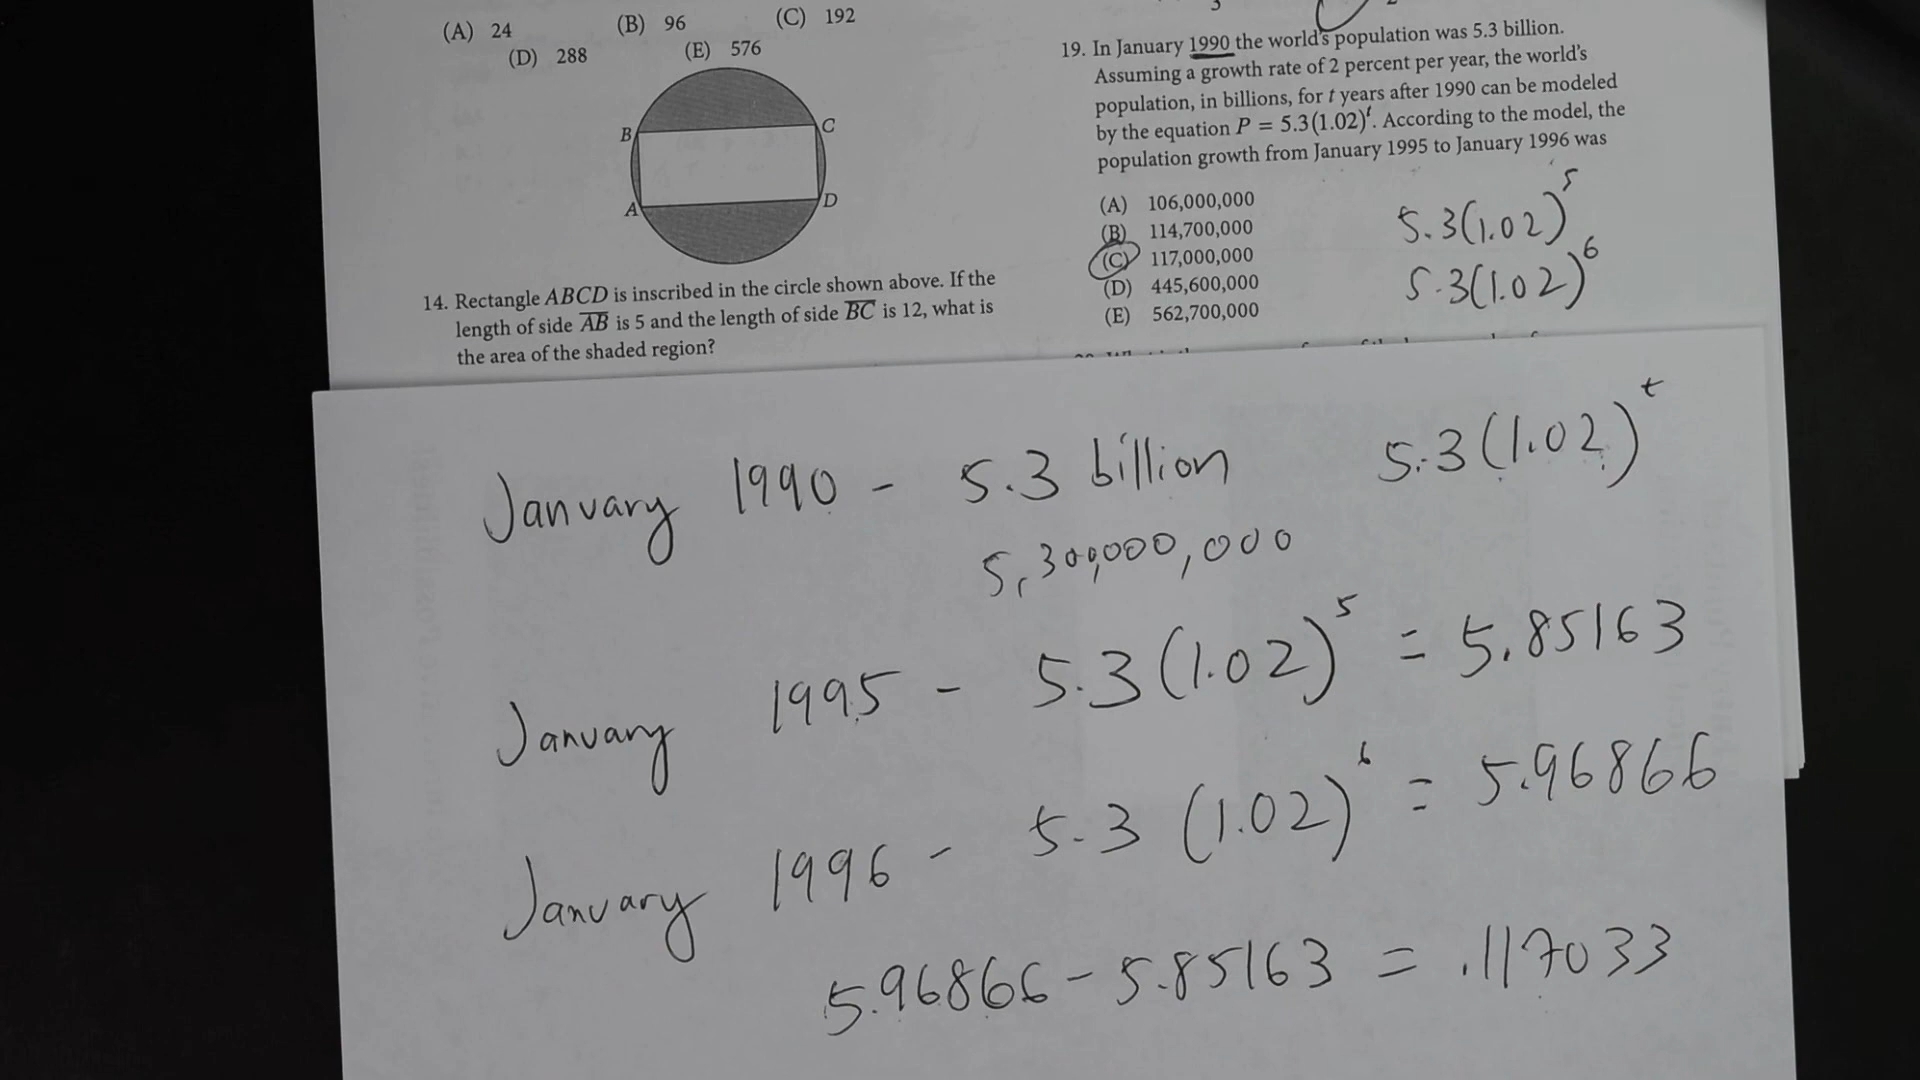 (A) 24
(B) 96
(C) 192
(D) 288
(E) 576
B
C
A
D
14. Rectangle ABCD is inscribed in the circle shown above. If the
length of side AB is 5 and the length of side BC is 12, what is
the area of the shaded region?
3
2
19. In January 1990 the world's population was 5.3 billion.
Assuming a growth rate of 2 percent per year, the world's
population, in billions, for t years after 1990 can be modeled
by the equation P = 5.3(1.02)^t. According to the model, the
population growth from January 1995 to January 1996 was
(A) 106,000,000
(B) 114,700,000
(C) 117,000,000
(D) 445,600,000
(E) 562,700,000
5.3(1.02)^5
5.3(1.02)^6
January 1990 - 5.3 billion 5.3(1.02)^t
5,300,000,000
January 1995 - 5.3(1.02)^5 = 5.85163
January 1996 - 5.3 (1.02)^6 = 5.96866
5.96866 - 5.85163 = .117033